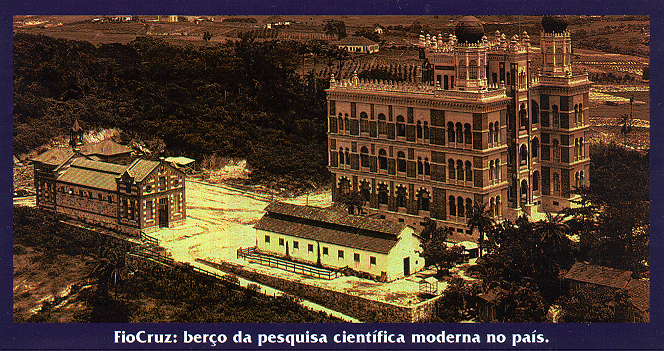 FioCruz: berço da pesquisa científica moderna no país.